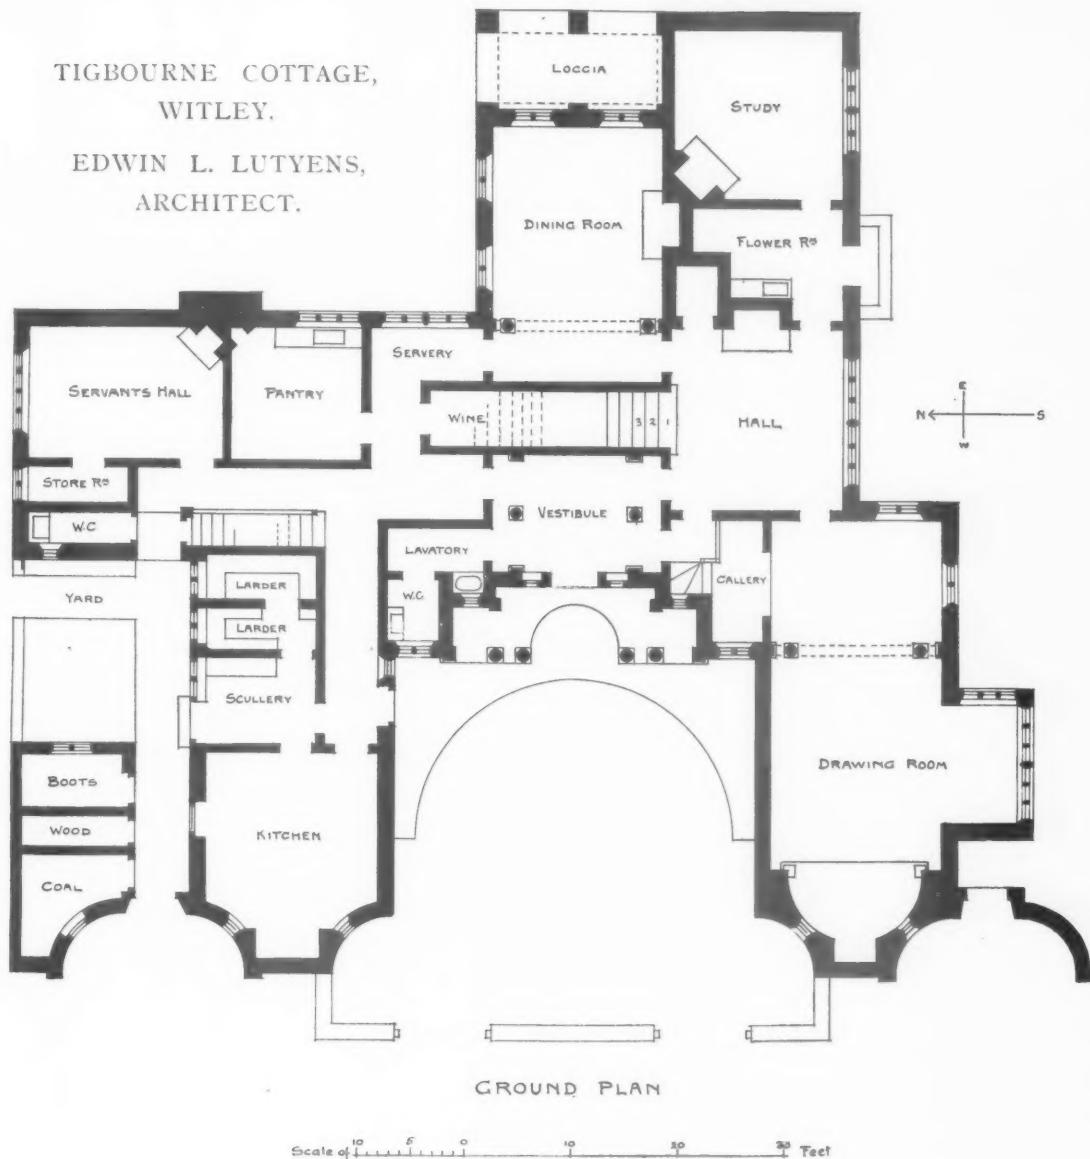 TIGBOURNE COTTAGE,
WITLEY.
EDWIN L. LUTYENS,
ARCHITECT.
LOGGIA
STUDY
DINING ROOM
FLOWER RM
SERVERY
SERVANTS HALL
PANTRY
WINE
3 2 1
HALL
E
N S
W
STORE RM
W.C
VESTIBULE
LAVATORY
LARDER
W.C
GALLERY
YARD
LARDER
SCULLERY
DRAWING ROOM
BOOTS
WOOD
KITCHEN
COAL
GROUND PLAN
Scale of 10 5 0 10 20 30 Feet